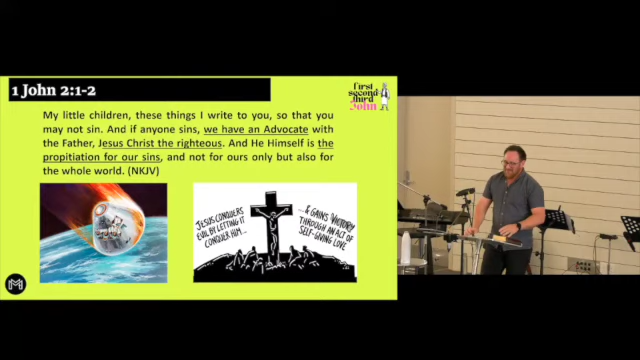 1 John 2:1-2
first
second
third
John
My little children, these things I write to you, so that you
may not sin. And if anyone sins, we have an Advocate with
the Father, Jesus Christ the righteous. And He Himself is the
propitiation for our sins, and not for ours only but also for
the whole world. (NKJV)
JESUS CONQUERS
EVIL BY LETTING IT
CONQUER HIM...
...& GAINS VICTORY
THROUGH AN ACT OF
SELF-GIVING LOVE
M